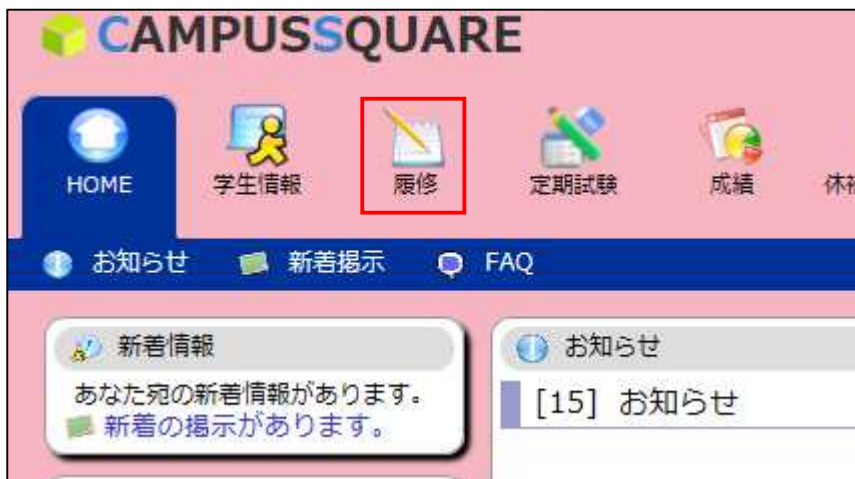 CAMPUSSQUARE
HOME 学生情報 履修 定期試験 成績
お知らせ 新着掲示 FAQ
新着情報
あなた宛の新着情報があります。
新着の掲示があります。
お知らせ
[15] お知らせ